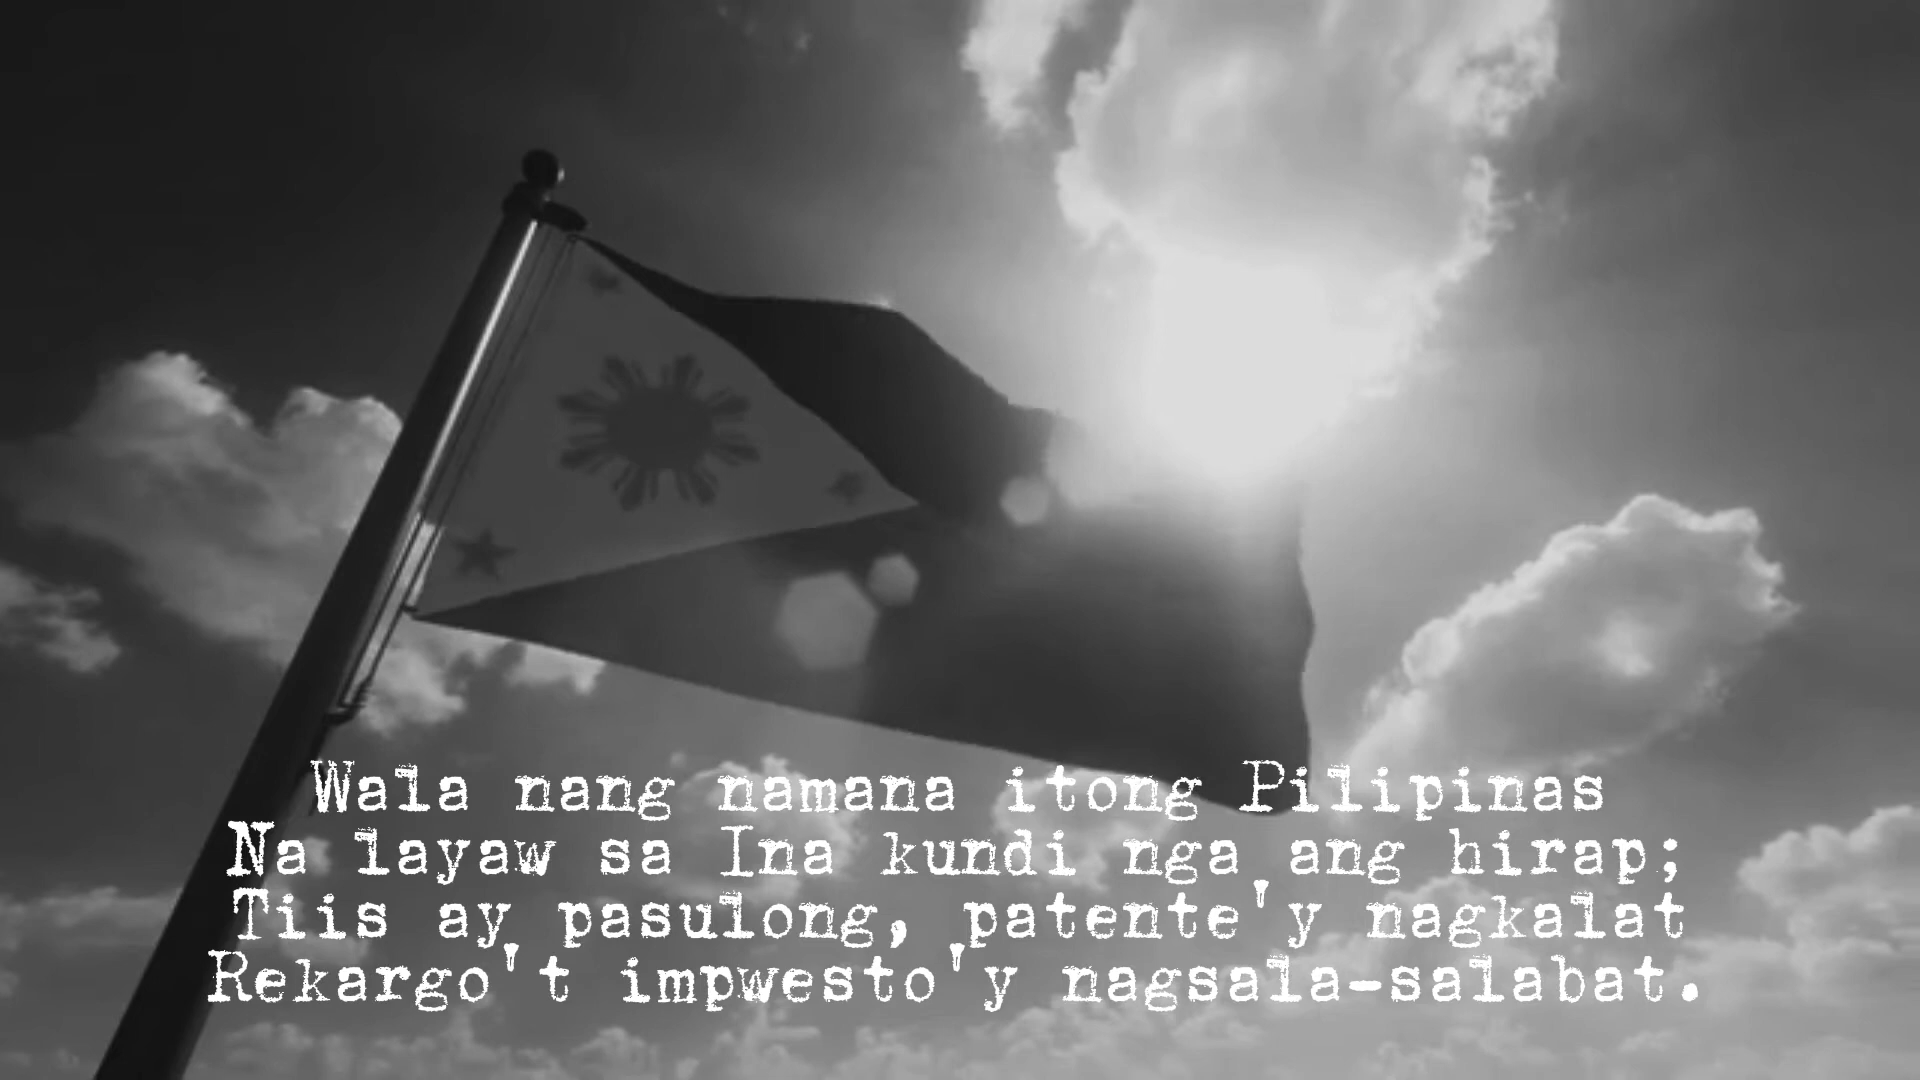 Wala nang namana itong Pilipinas
Na layaw sa Ina kundi nga ang hirap;
Tiis ay pasulong, patente'y nagkalat
Rekargo't impwesto'y nagsala-salabat.